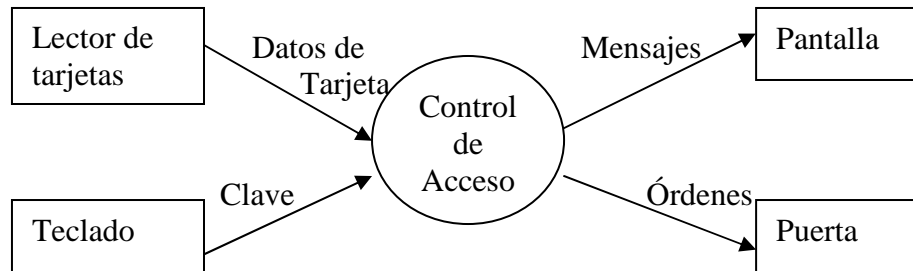 Lector de
tarjetas
Datos de
Tarjeta
Mensajes
Pantalla
Control
de
Acceso
Teclado
Clave
Órdenes
Puerta